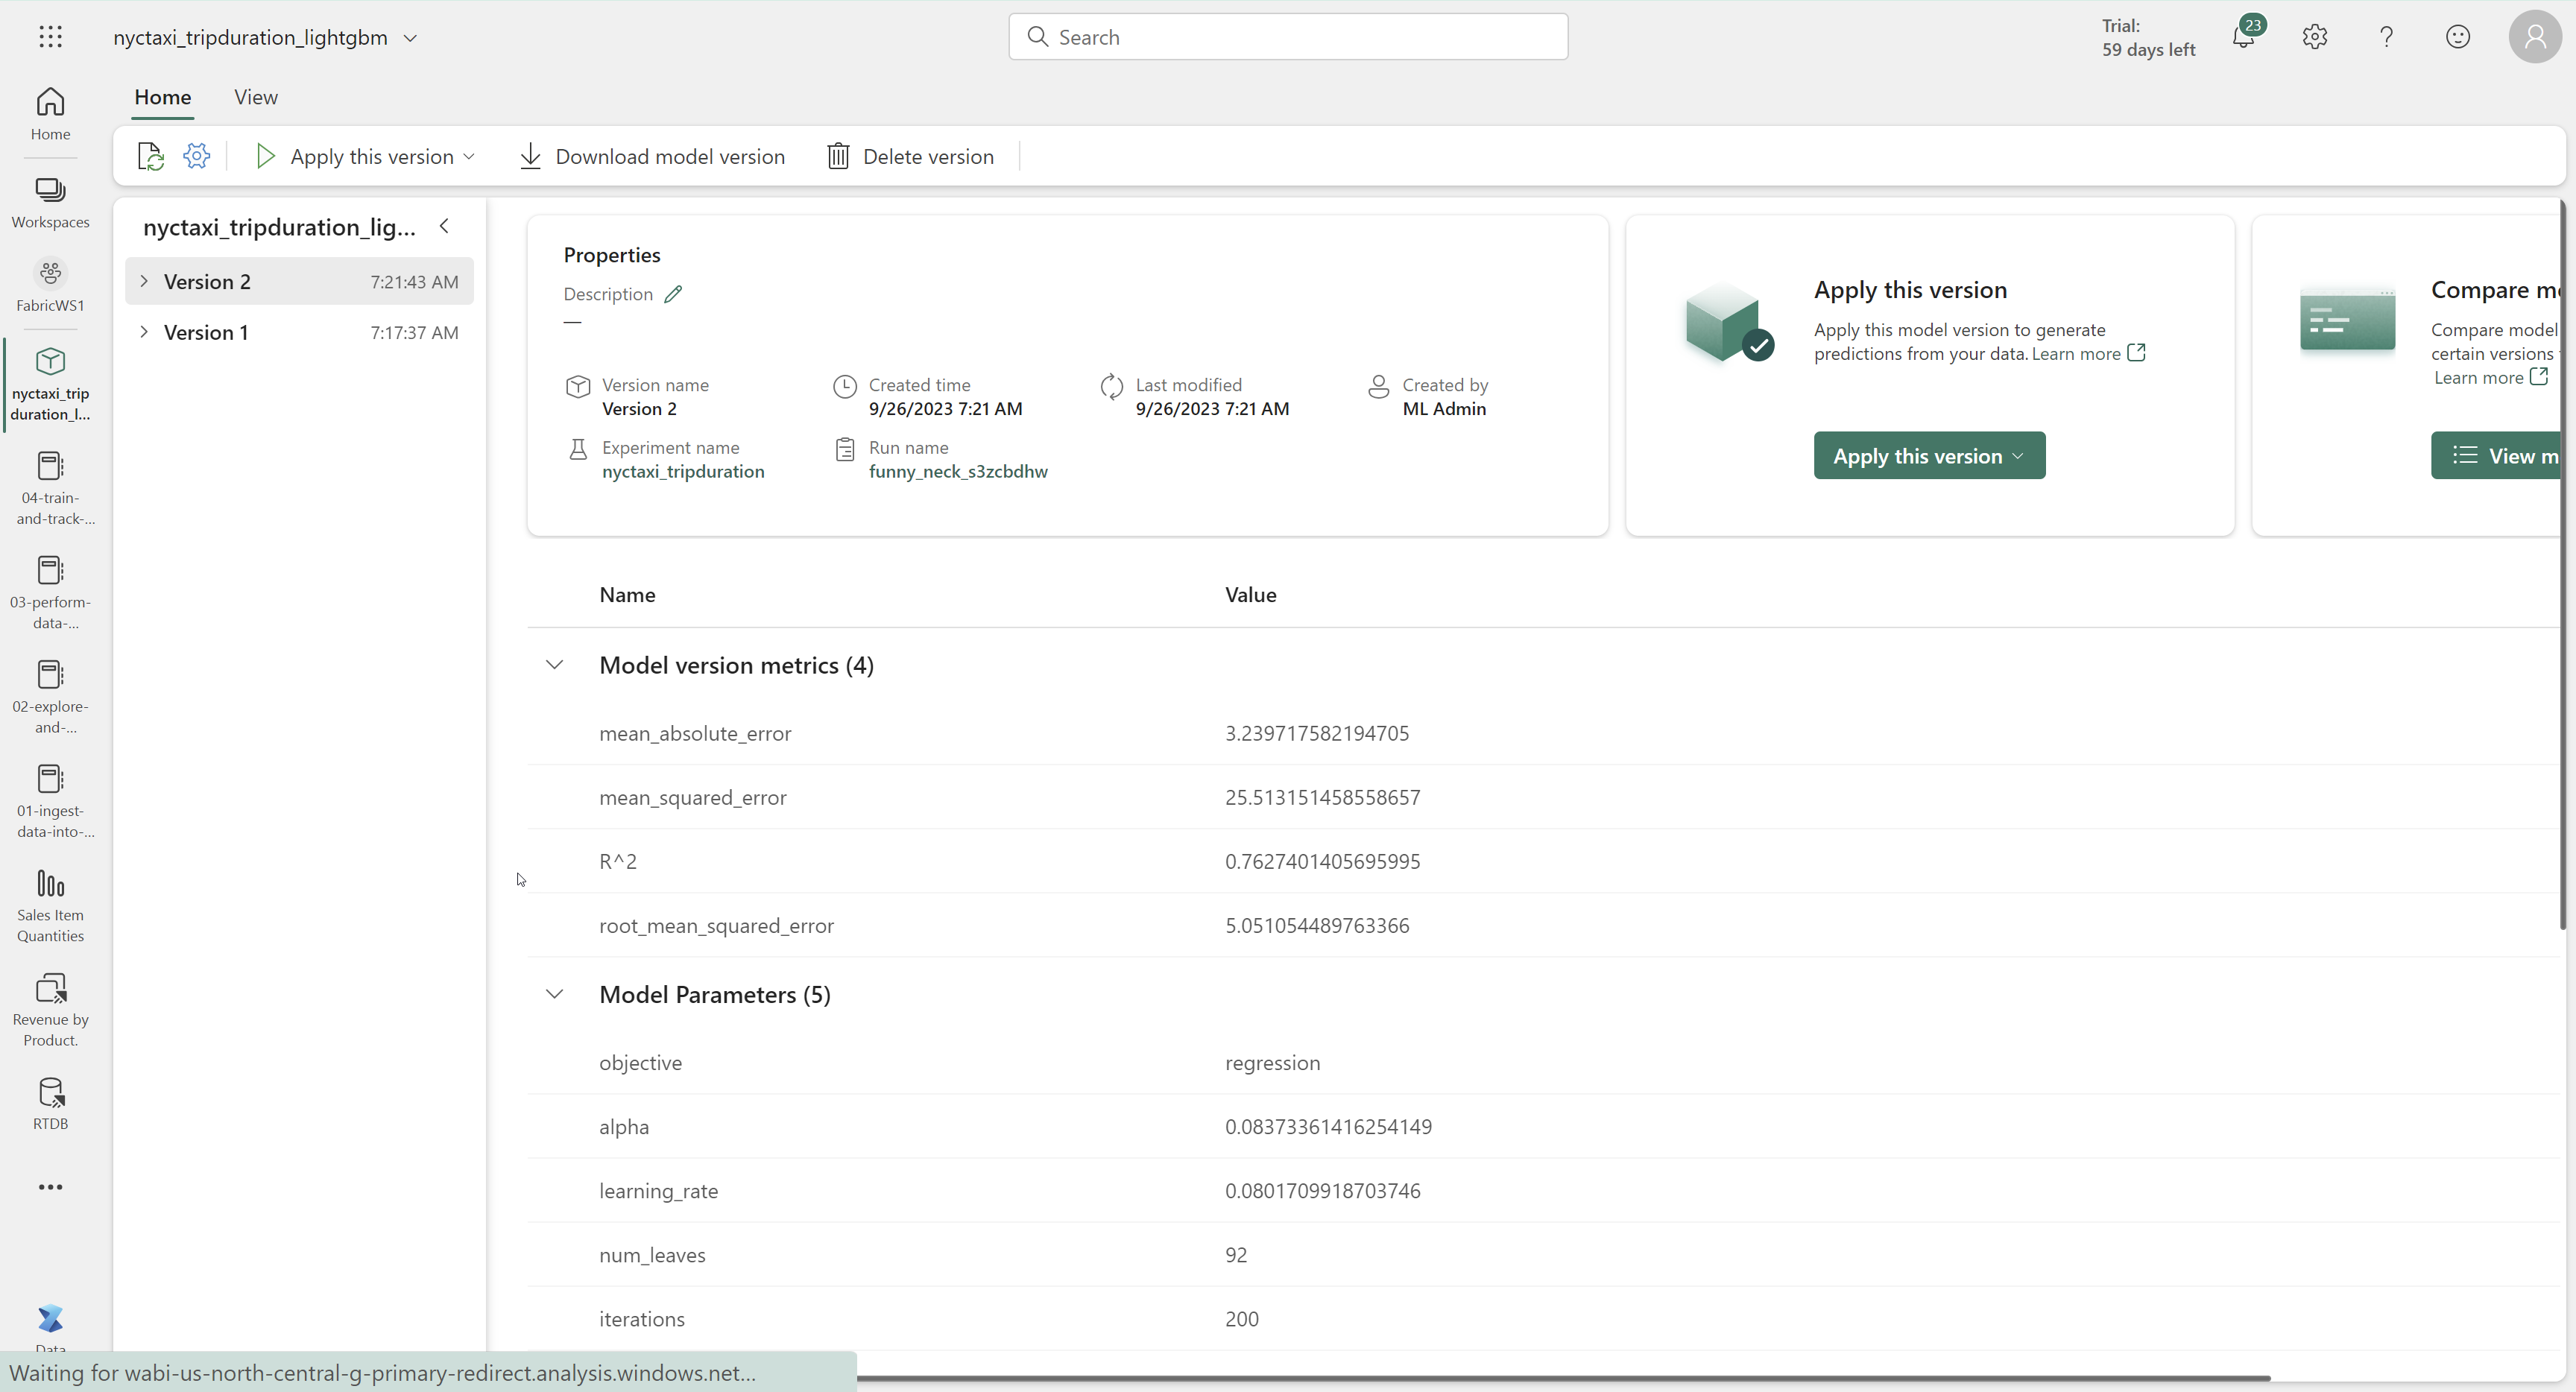 nyctaxi_tripduration_lightgbm
Search
Trial:
59 days left
23
Home
View
Apply this version
Download model version
Delete version
Home
Workspaces
FabricWS1
nyctaxi_trip
duration_l...
04-train-
and-track-...
03-perform-
data-...
02-explore-
and-...
01-ingest-
data-into-...
Sales Item
Quantities
Revenue by
Product.
RTDB
Data
nyctaxi_tripduration_lig...
Version 2 7:21:43 AM
Version 1 7:17:37 AM
Properties
Description
—
Version name
Version 2
Created time
9/26/2023 7:21 AM
Last modified
9/26/2023 7:21 AM
Created by
ML Admin
Experiment name
nyctaxi_tripduration
Run name
funny_neck_s3zcbdhw
Apply this version
Apply this model version to generate
predictions from your data. Learn more
Apply this version
Compare m
Compare model
certain versions
Learn more
View m
Name Value
Model version metrics (4)
mean_absolute_error 3.239717582194705
mean_squared_error 25.513151458558657
R^2 0.7627401405695995
root_mean_squared_error 5.051054489763366
Model Parameters (5)
objective regression
alpha 0.08373361416254149
learning_rate 0.0801709918703746
num_leaves 92
iterations 200
Waiting for wabi-us-north-central-g-primary-redirect.analysis.windows.net...